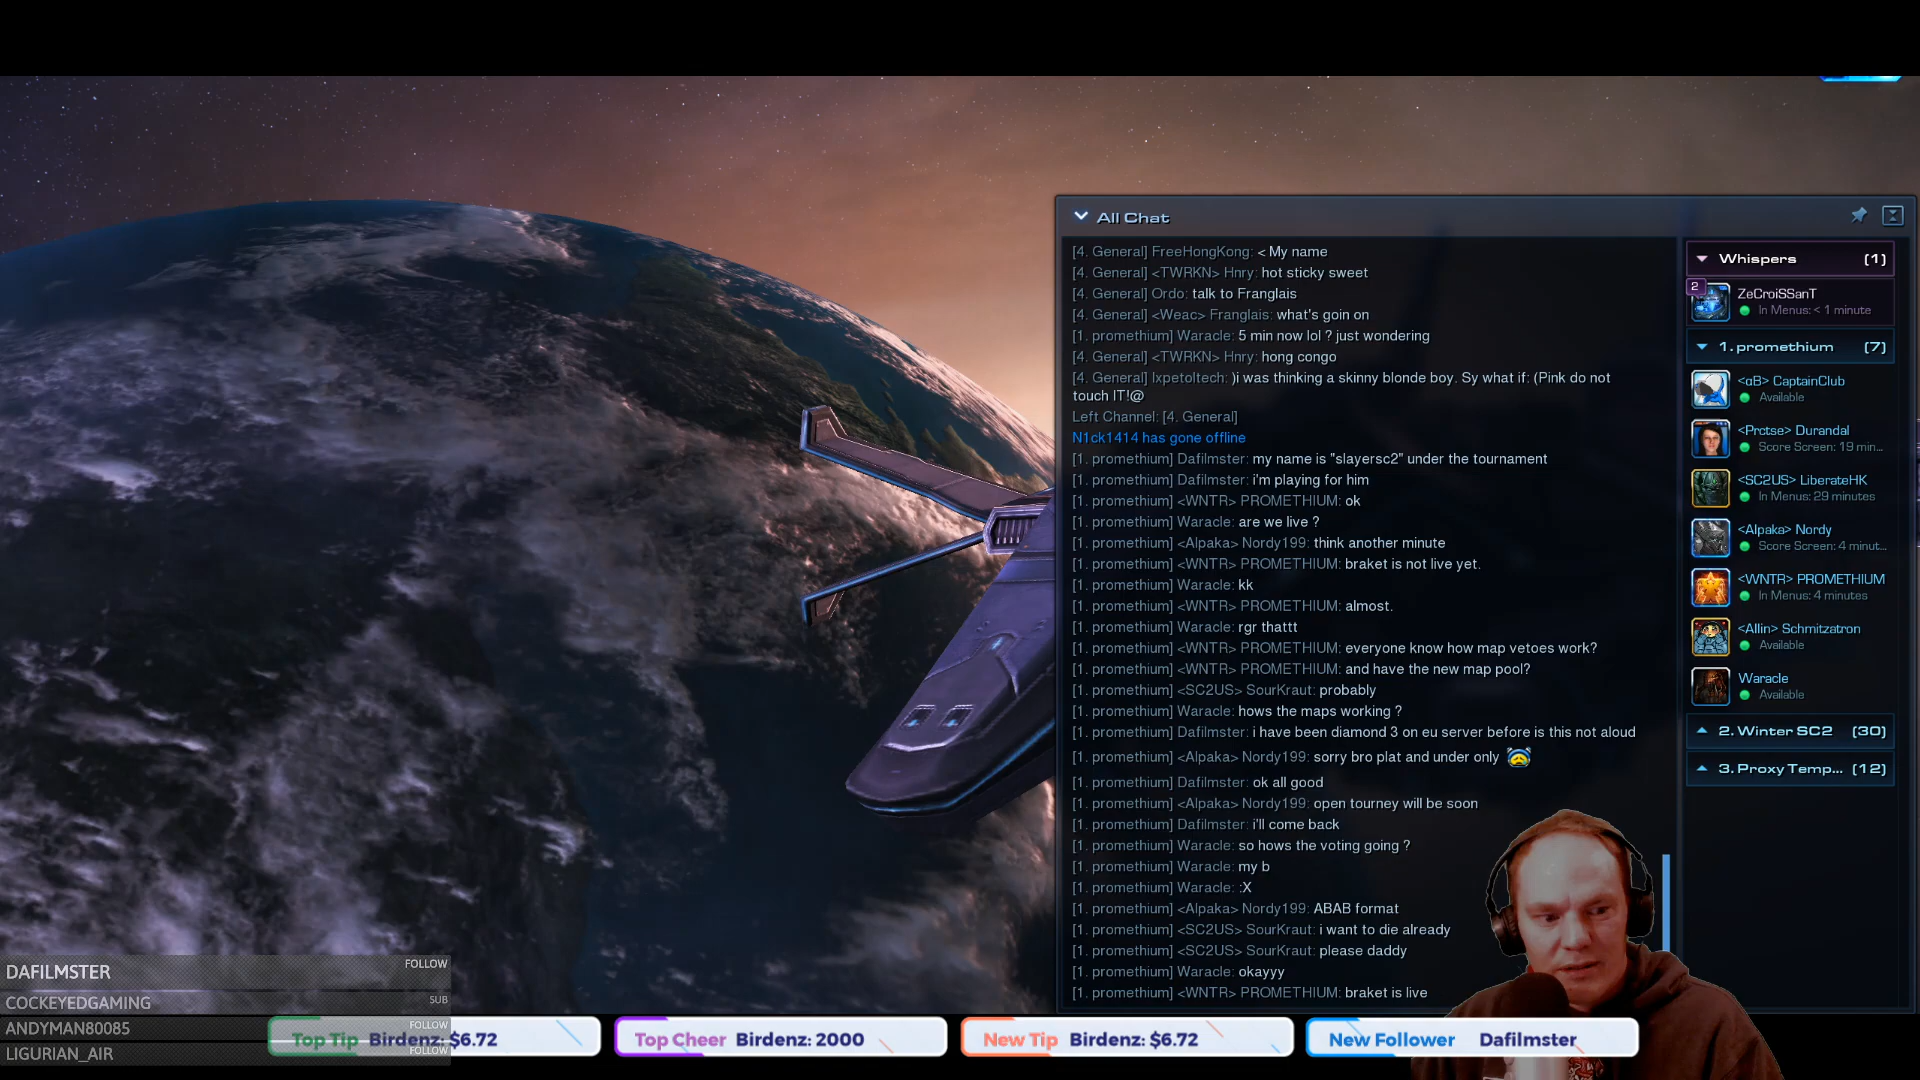 All Chat
[4. General] FreeHongKong: < My name
[4. General] <TWRKN> Hnry: hot sticky sweet
[4. General] Ordo: talk to Franglais
[4. General] <Weac> Franglais: what's goin on
[1. promethium] Waracle: 5 min now lol ? just wondering
[4. General] <TWRKN> Hnry: hong congo
[4. General] Ixpetoltech: )i was thinking a skinny blonde boy. Sy what if: (Pink do not
touch IT!@
Left Channel: [4. General]
N1ck1414 has gone offline
[1. promethium] Dafilmster: my name is "slayersc2" under the tournament
[1. promethium] Dafilmster: i'm playing for him
[1. promethium] <WNTR> PROMETHIUM: ok
[1. promethium] Waracle: are we live ?
[1. promethium] <Alpaka> Nordy199: think another minute
[1. promethium] <WNTR> PROMETHIUM: braket is not live yet.
[1. promethium] Waracle: kk
[1. promethium] <WNTR> PROMETHIUM: almost.
[1. promethium] Waracle: rgr thattt
[1. promethium] <WNTR> PROMETHIUM: everyone know how map vetoes work?
[1. promethium] <WNTR> PROMETHIUM: and have the new map pool?
[1. promethium] <SC2US> SourKraut: probably
[1. promethium] Waracle: hows the maps working ?
[1. promethium] Dafilmster: i have been diamond 3 on eu server before is this not aloud
[1. promethium] <Alpaka> Nordy199: sorry bro plat and under only
[1. promethium] Dafilmster: ok all good
[1. promethium] <Alpaka> Nordy199: open tourney will be soon
[1. promethium] Dafilmster: i'll come back
[1. promethium] Waracle: so hows the voting going ?
[1. promethium] Waracle: my b
[1. promethium] Waracle: :X
[1. promethium] <Alpaka> Nordy199: ABAB format
[1. promethium] <SC2US> SourKraut: i want to die already
[1. promethium] <SC2US> SourKraut: please daddy
[1. promethium] Waracle: okayyy
[1. promethium] <WNTR> PROMETHIUM: braket is live
Whispers (1)
2
ZeCroiSSanT
In Menus: < 1 minute
1. promethium (7)
<αB> CaptainClub
Available
<Prctse> Durandal
Score Screen: 19 min...
<SC2US> LiberateHK
In Menus: 29 minutes
<Alpaka> Nordy
Score Screen: 4 minut...
<WNTR> PROMETHIUM
In Menus: 4 minutes
<Allin> Schmitzatron
Available
Waracle
Available
2. Winter SC2 (30)
3. Proxy Temp... (12)
DAFILMSTER FOLLOW
COCKEYEDGAMING SUB
ANDYMAN80085 FOLLOW
LIGURIAN_AIR FOLLOW
Top Tip Birdenz: $6.72
Top Cheer Birdenz: 2000
New Tip Birdenz: $6.72
New Follower Dafilmster